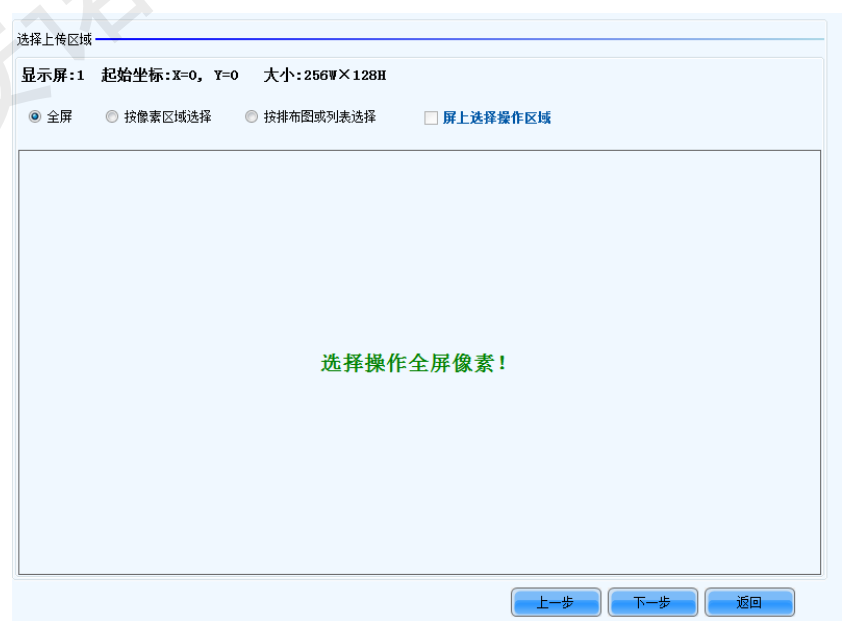 选择上传区域
显示屏:1 起始坐标:X=0, Y=0 大小:256W×128H
全屏 按像素区域选择 按排布图或列表选择 屏上选择操作区域
选择操作全屏像素!
上一步 下一步 返回